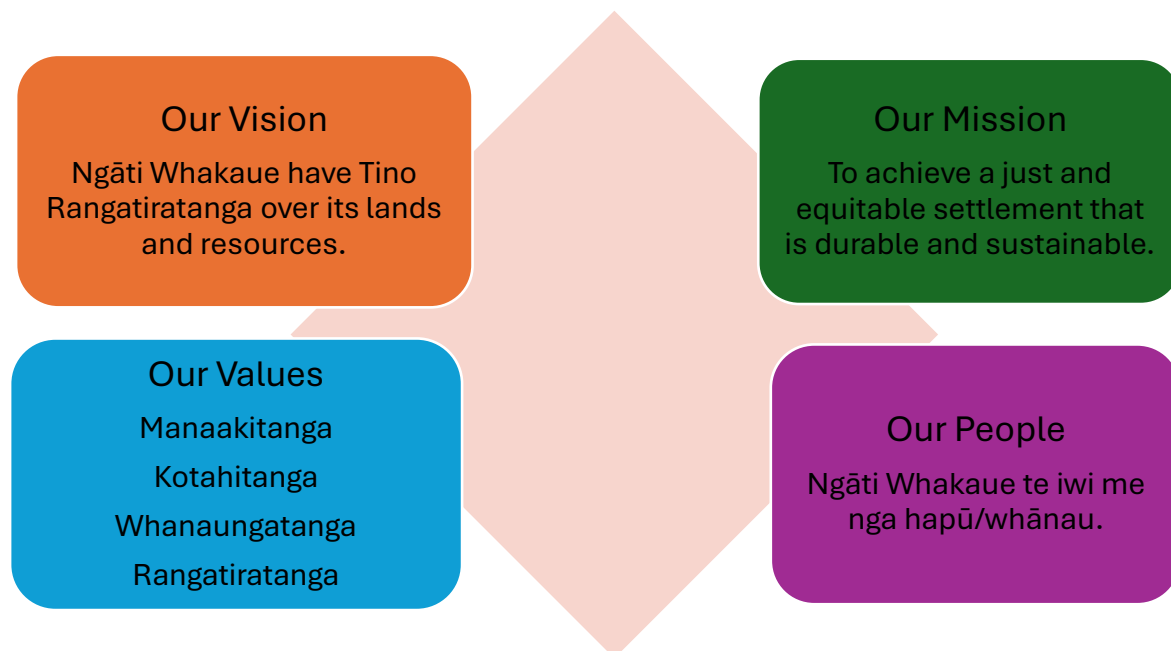 Our Vision
Ngāti Whakaue have Tino
Rangatiratanga over its lands
and resources.
Our Mission
To achieve a just and
equitable settlement that
is durable and sustainable.
Our Values
Manaakitanga
Kotahitanga
Whanaungatanga
Rangatiratanga
Our People
Ngāti Whakaue te iwi me
nga hapū/whānau.